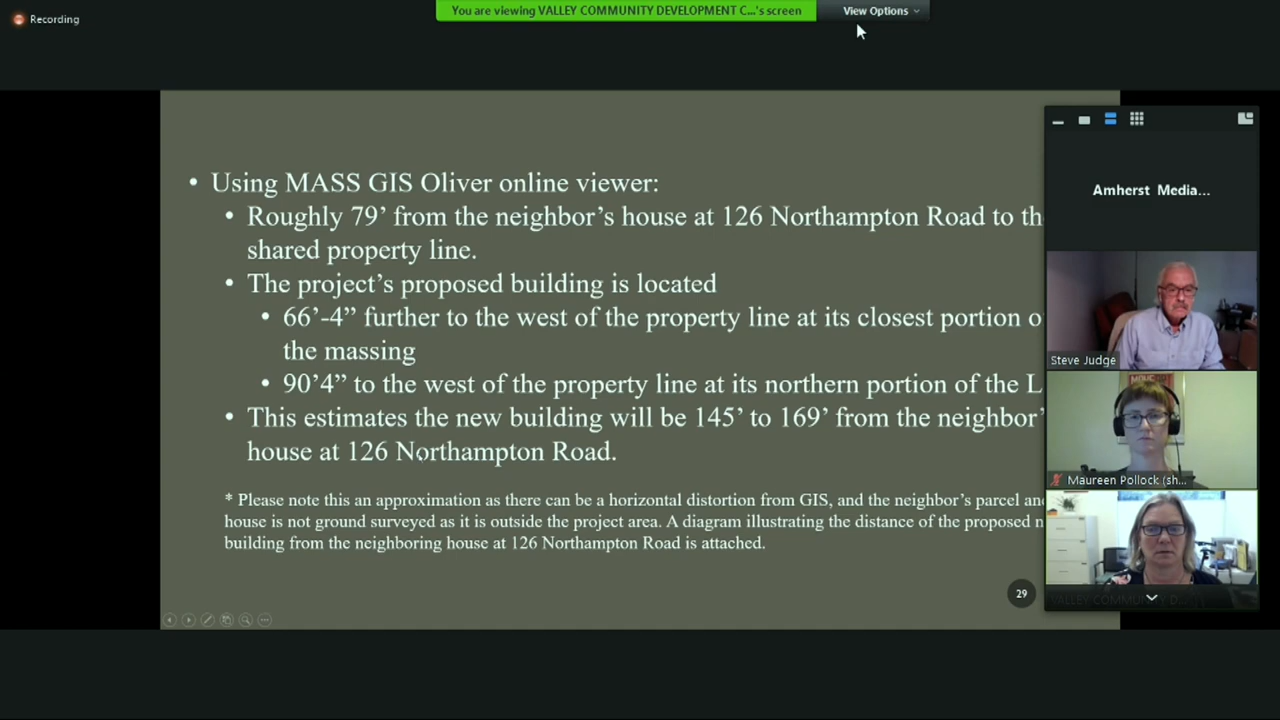 Recording
You are viewing VALLEY COMMUNITY DEVELOPMENT C...'s screen
View Options
• Using MASS GIS Oliver online viewer:
• Roughly 79’ from the neighbor’s house at 126 Northampton Road to th
shared property line.
• The project’s proposed building is located
• 66’-4” further to the west of the property line at its closest portion o
the massing
• 90’4” to the west of the property line at its northern portion of the L
• This estimates the new building will be 145’ to 169’ from the neighbor’
house at 126 Northampton Road.
* Please note this an approximation as there can be a horizontal distortion from GIS, and the neighbor’s parcel an
house is not ground surveyed as it is outside the project area. A diagram illustrating the distance of the proposed n
building from the neighboring house at 126 Northampton Road is attached.
29
Amherst Media...
Steve Judge
Maureen Pollock (sh...
VALLEY COMMUNITY D...